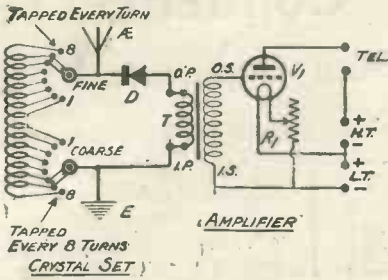 TAPPED EVERY TURN
Æ
8
FINE
1
D
O.P.
T
I.P.
O.S.
I.S.
V1
R1
TEL.
+
H.T.
-
+
L.T.
-
1
COARSE
8
E
TAPPED
EVERY 8 TURNS
CRYSTAL SET
AMPLIFIER